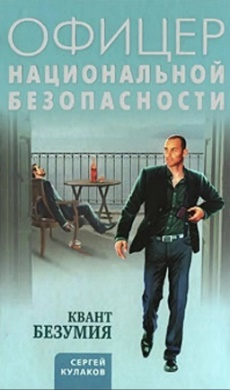 ОФИЦЕР
НАЦИОНАЛЬНОЙ
БЕЗОПАСНОСТИ
КВАНТ
БЕЗУМИЯ
СЕРГЕЙ
КУЛАКОВ